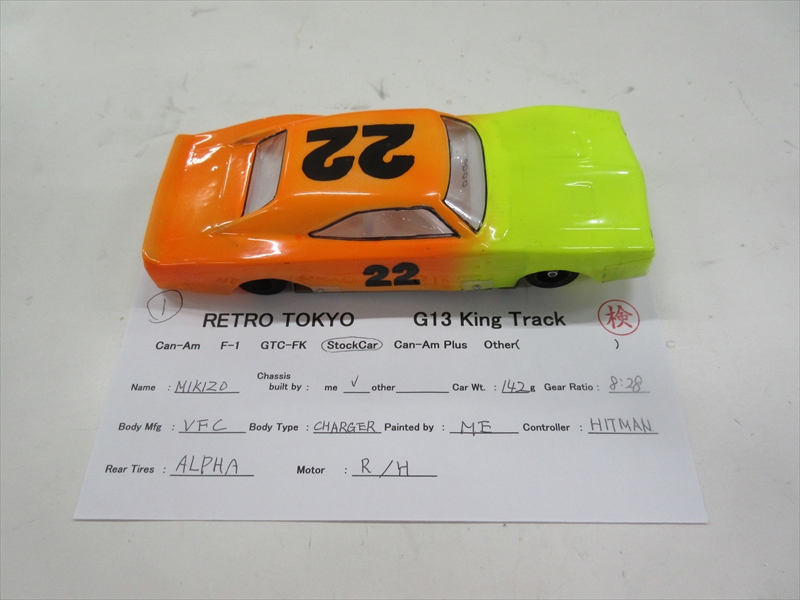 22
22
1
RETRO TOKYO G13 King Track 検
Can-Am F-1 GTC-FK StockCar Can-Am Plus Other( )
Name : MIKIZO Chassis built by : me ✓ other Car Wt. : 142 g Gear Ratio : 8:28
Body Mfg : VFC Body Type : CHARGER Painted by : ME Controller : HITMAN
Rear Tires : ALPHA Motor : R/H